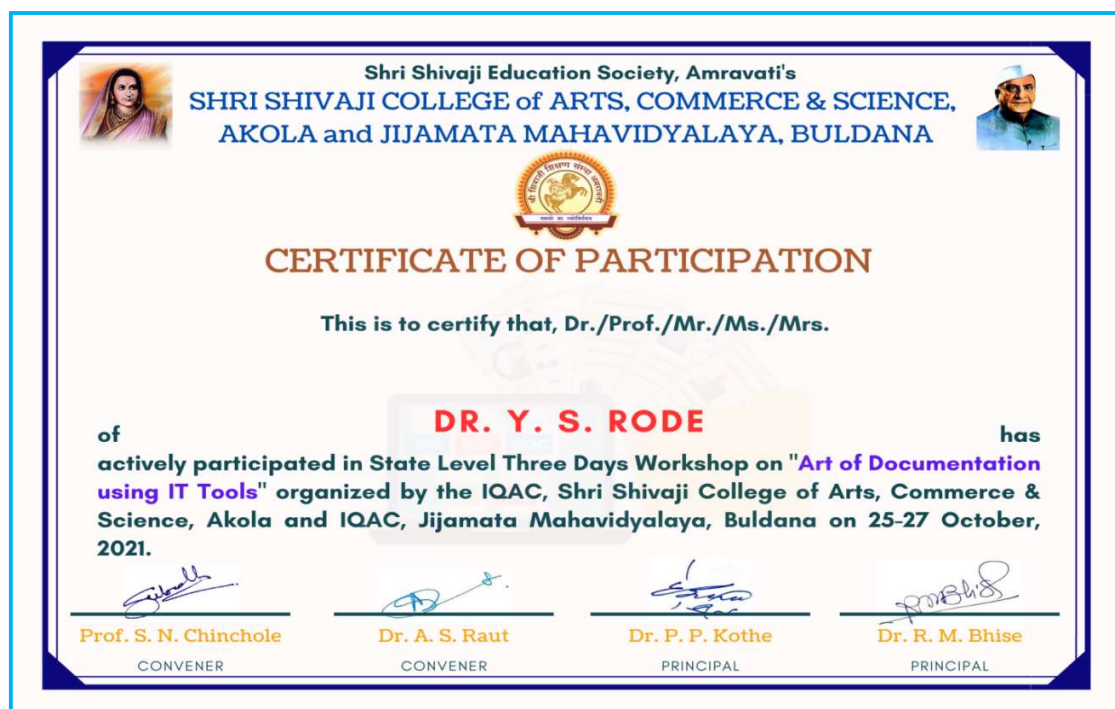 Shri Shivaji Education Society, Amravati's
SHRI SHIVAJI COLLEGE of ARTS, COMMERCE & SCIENCE,
AKOLA and JIJAMATA MAHAVIDYALAYA, BULDANA
श्री शिवाजी शिक्षण संस्था अमरावती
CERTIFICATE OF PARTICIPATION
This is to certify that, Dr./Prof./Mr./Ms./Mrs.
DR. Y. S. RODE
of has
actively participated in State Level Three Days Workshop on "Art of Documentation
using IT Tools" organized by the IQAC, Shri Shivaji College of Arts, Commerce &
Science, Akola and IQAC, Jijamata Mahavidyalaya, Buldana on 25-27 October,
2021.
Prof. S. N. Chinchole Dr. A. S. Raut Dr. P. P. Kothe Dr. R. M. Bhise
CONVENER CONVENER PRINCIPAL PRINCIPAL